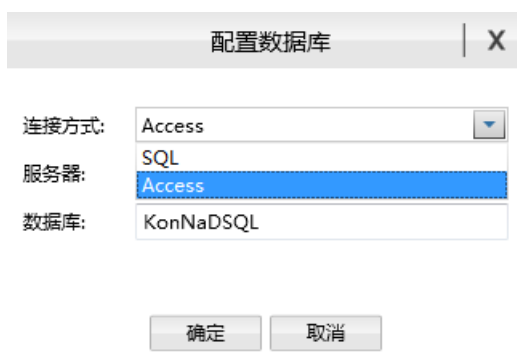 配置数据库
X
连接方式: Access
SQL
服务器:
Access
数据库: KonNaDSQL
确定 取消